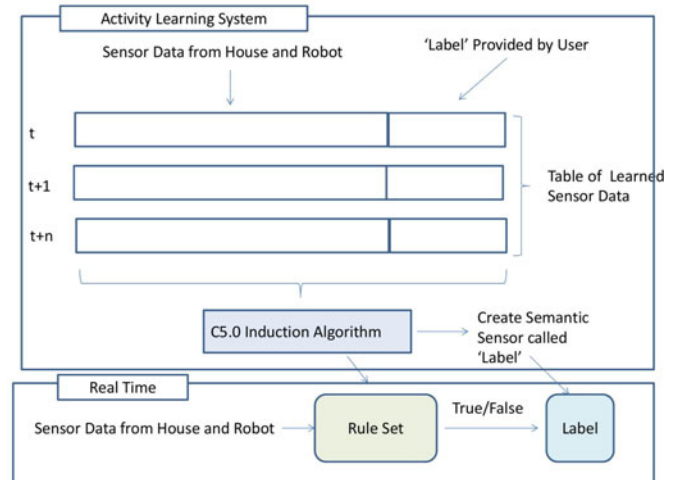 Activity Learning System
Sensor Data from House and Robot
'Label' Provided by User
t
t+1
t+n
Table of Learned
Sensor Data
C5.0 Induction Algorithm
Create Semantic
Sensor called
'Label'
Real Time
Sensor Data from House and Robot
Rule Set
True/False
Label